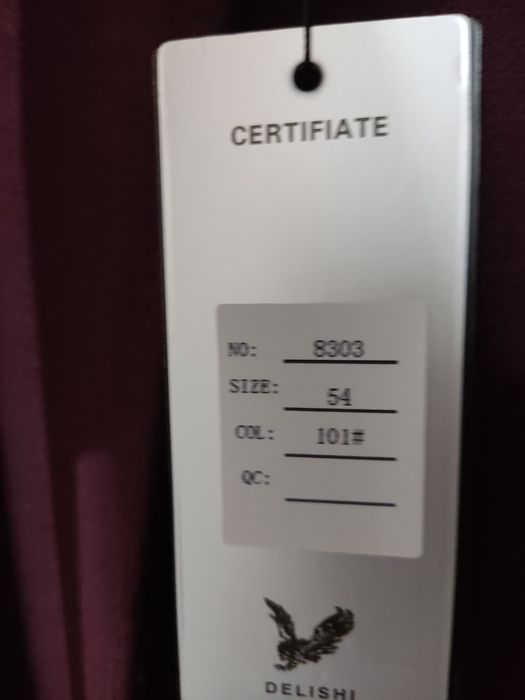 CERTIFIATE
NO: 8303
SIZE: 54
COL: 101#
QC:
DELISHI